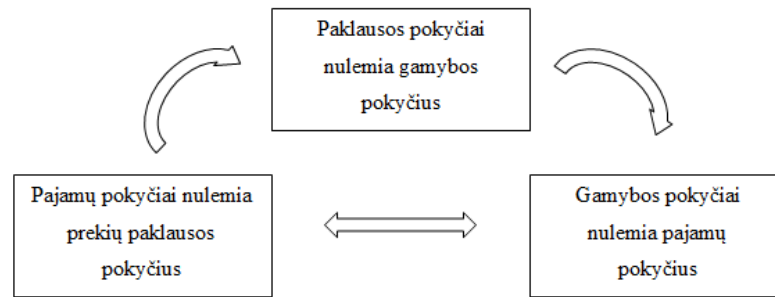 Paklausos pokyčiai
nulemia gamybos
pokyčius
Pajamų pokyčiai nulemia
prekių paklausos
pokyčius
Gamybos pokyčiai
nulemia pajamų
pokyčius